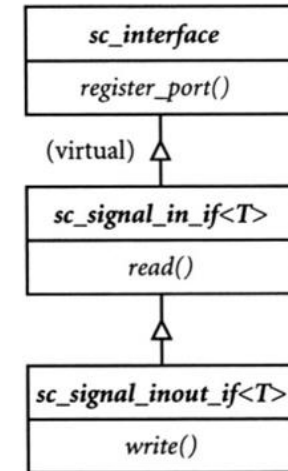 sc_interface
register_port()
(virtual)
sc_signal_in_if<T>
read()
sc_signal_inout_if<T>
write()